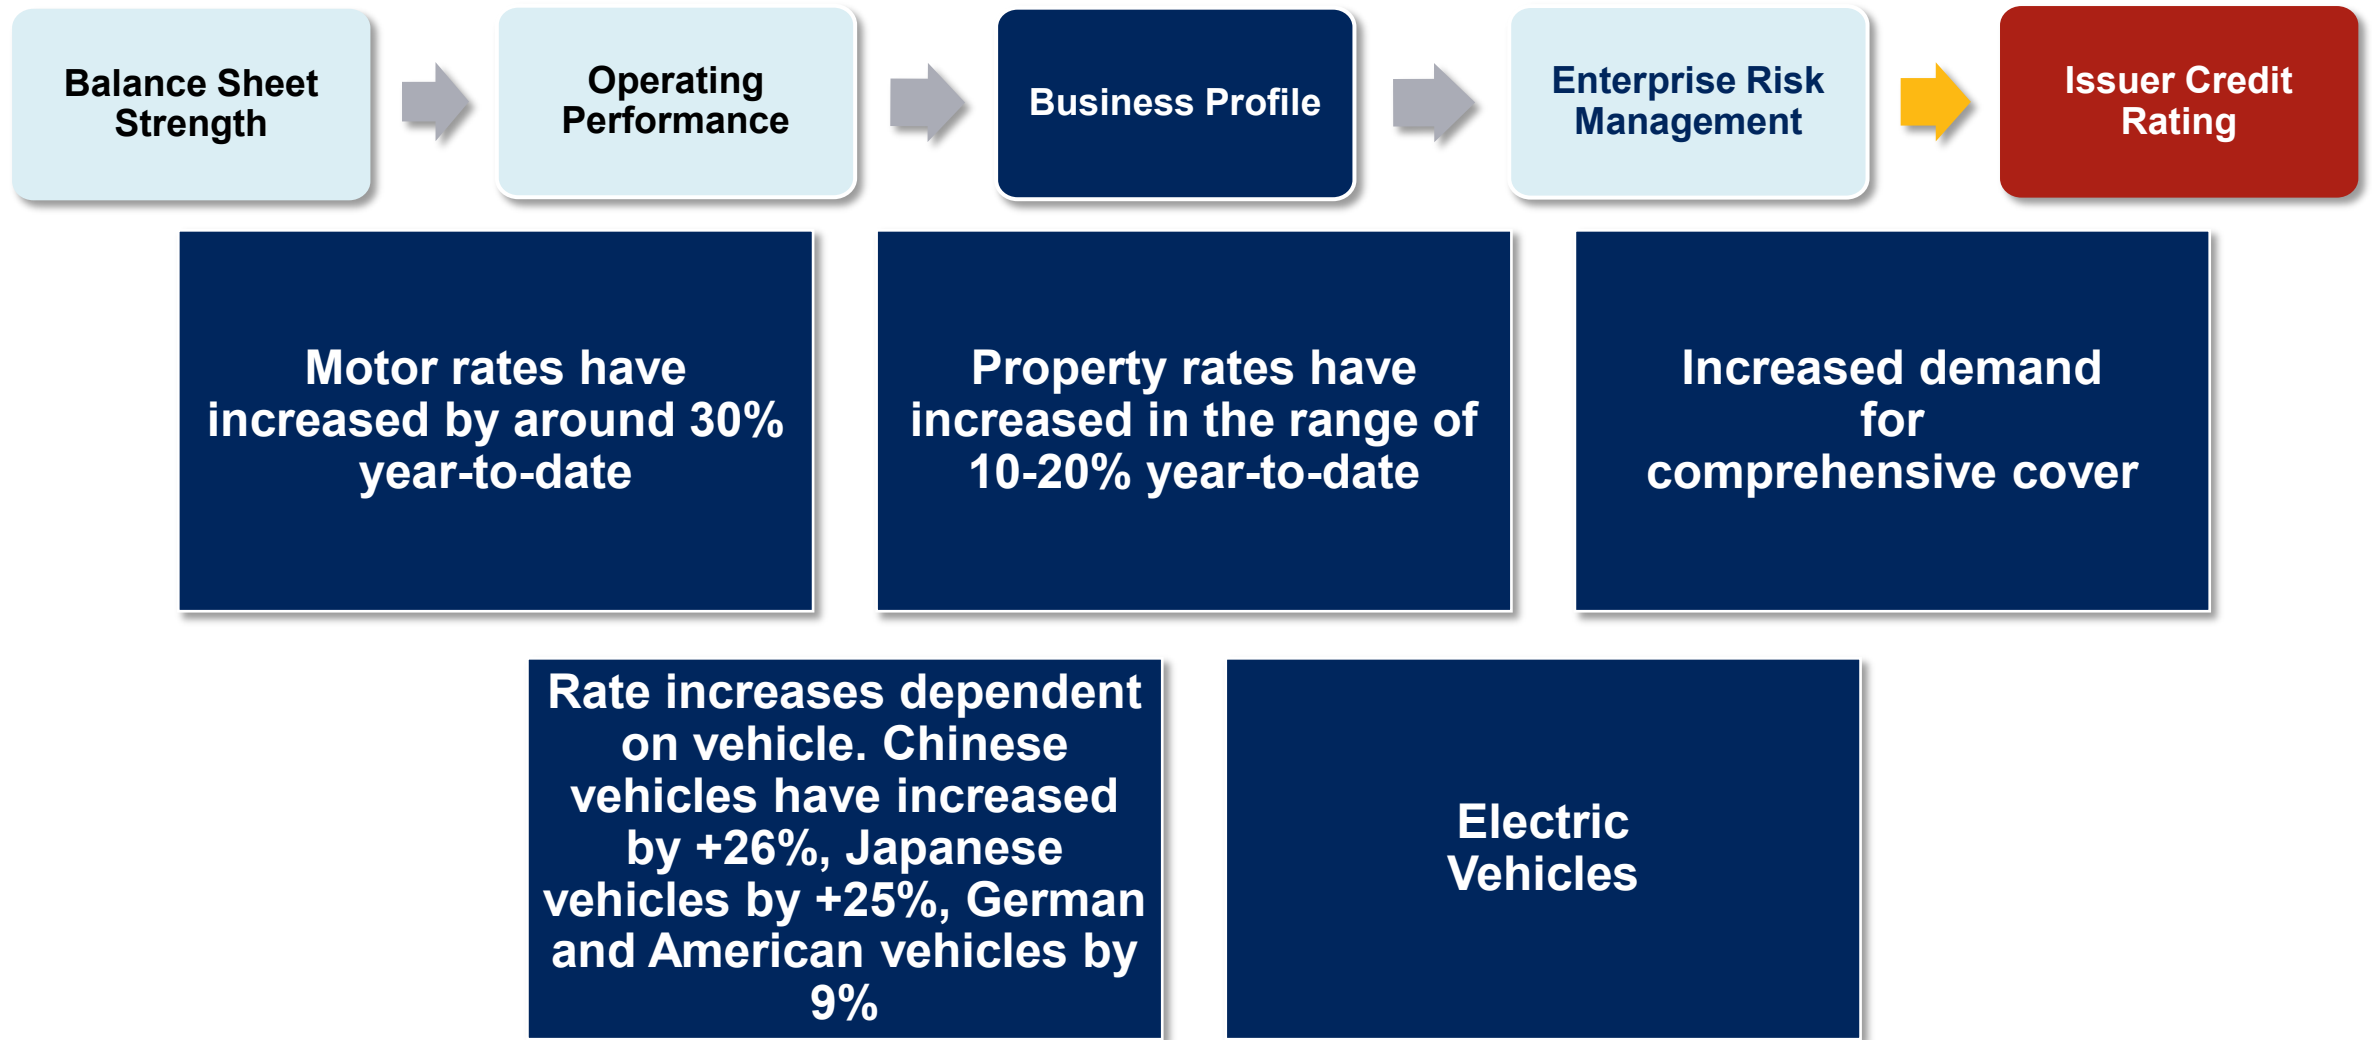 Balance Sheet
Strength
Operating
Performance
Business Profile
Enterprise Risk
Management
Issuer Credit
Rating
Motor rates have
increased by around 30%
year-to-date
Property rates have
increased in the range of
10-20% year-to-date
Increased demand
for
comprehensive cover
Rate increases dependent
on vehicle. Chinese
vehicles have increased
by +26%, Japanese
vehicles by +25%, German
and American vehicles by
9%
Electric
Vehicles